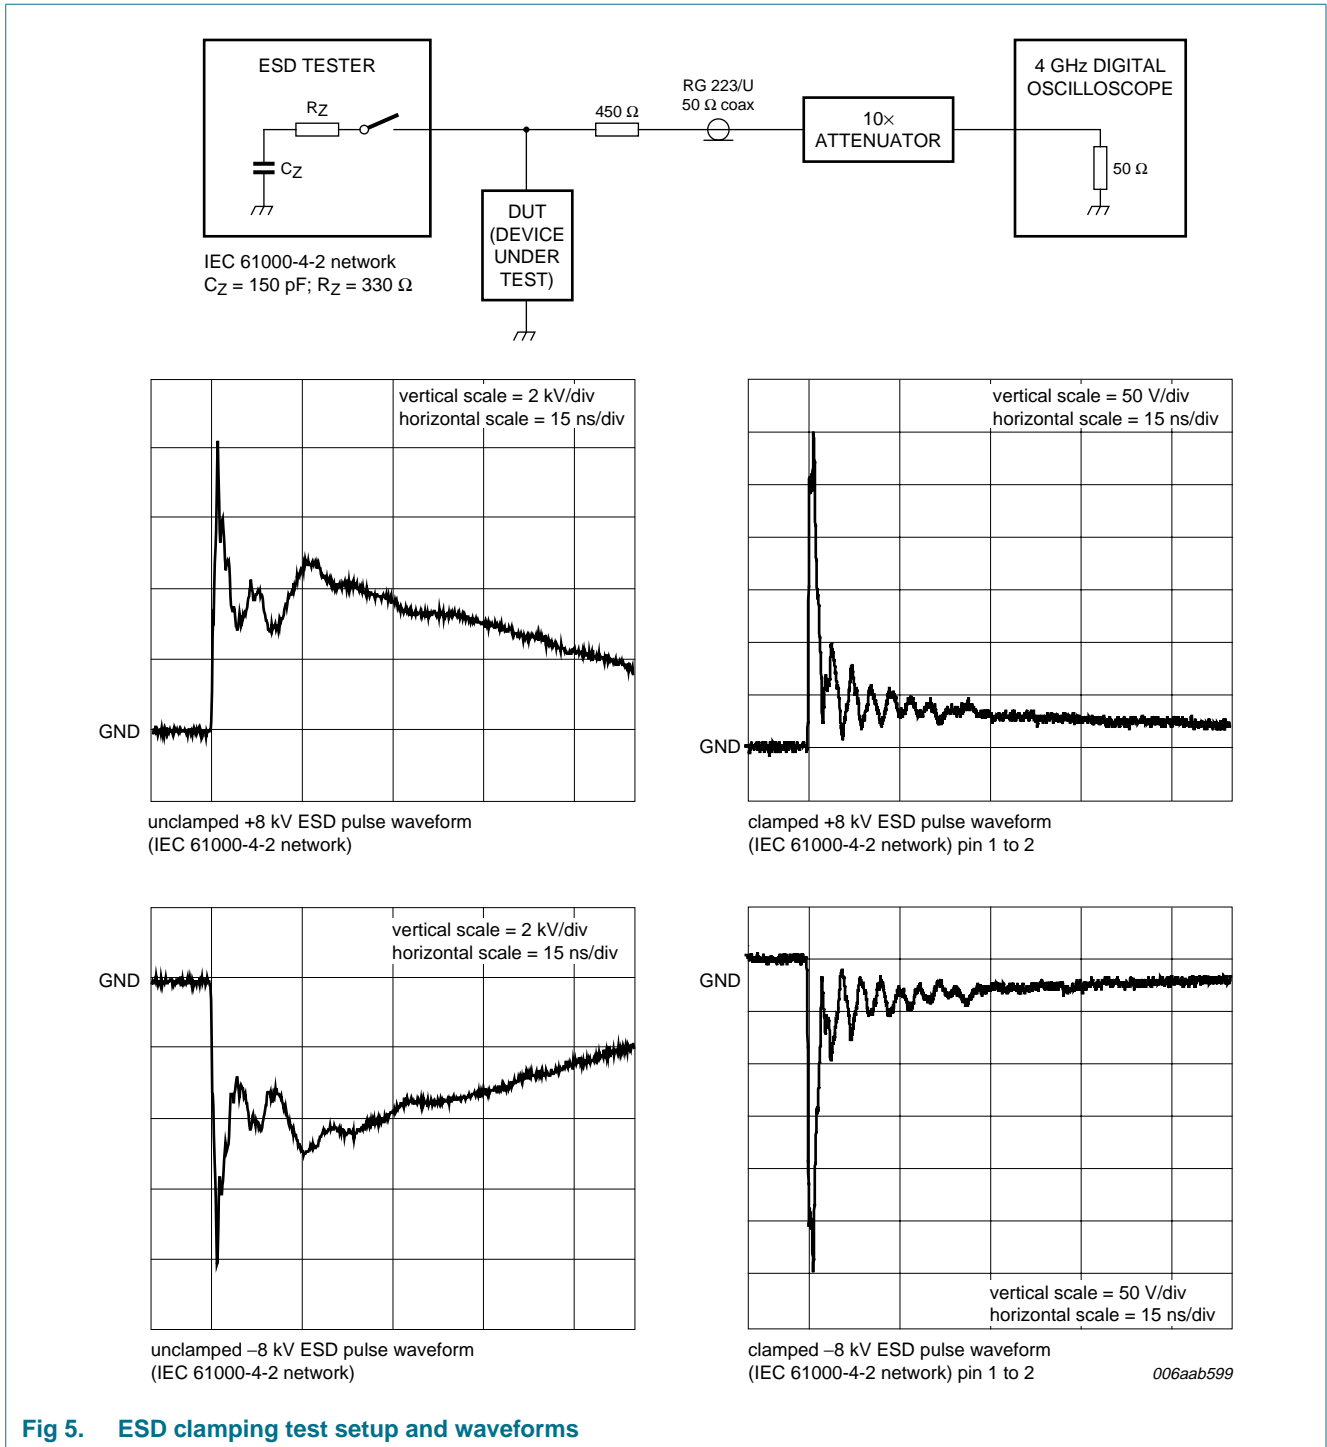 ESD TESTER
RZ
CZ
IEC 61000-4-2 network
CZ = 150 pF; RZ = 330 Ω
DUT
(DEVICE
UNDER
TEST)
450 Ω
RG 223/U
50 Ω coax
10×
ATTENUATOR
4 GHz DIGITAL
OSCILLOSCOPE
50 Ω
vertical scale = 2 kV/div
horizontal scale = 15 ns/div
GND
unclamped +8 kV ESD pulse waveform
(IEC 61000-4-2 network)
vertical scale = 50 V/div
horizontal scale = 15 ns/div
GND
clamped +8 kV ESD pulse waveform
(IEC 61000-4-2 network) pin 1 to 2
vertical scale = 2 kV/div
horizontal scale = 15 ns/div
GND
unclamped −8 kV ESD pulse waveform
(IEC 61000-4-2 network)
GND
vertical scale = 50 V/div
horizontal scale = 15 ns/div
clamped −8 kV ESD pulse waveform
(IEC 61000-4-2 network) pin 1 to 2
006aab599
Fig 5. ESD clamping test setup and waveforms